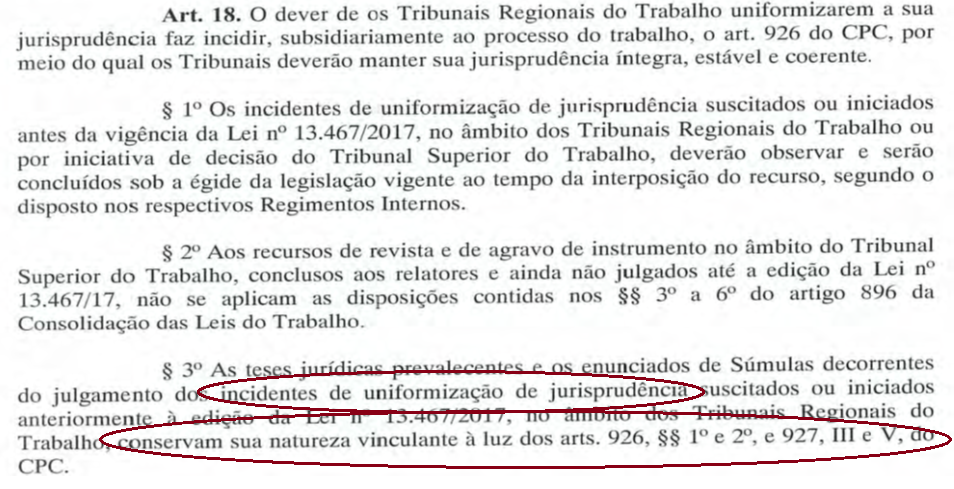 Art. 18. O dever de os Tribunais Regionais do Trabalho uniformizarem a sua
jurisprudência faz incidir, subsidiariamente ao processo do trabalho, o art. 926 do CPC, por
meio do qual os Tribunais deverão manter sua jurisprudência íntegra, estável e coerente.
§ 1º Os incidentes de uniformização de jurisprudência suscitados ou iniciados
antes da vigência da Lei nº 13.467/2017, no âmbito dos Tribunais Regionais do Trabalho ou
por iniciativa de decisão do Tribunal Superior do Trabalho, deverão observar e serão
concluídos sob a égide da legislação vigente ao tempo da interposição do recurso, segundo o
disposto nos respectivos Regimentos Internos.
§ 2º Aos recursos de revista e de agravo de instrumento no âmbito do Tribunal
Superior do Trabalho, conclusos aos relatores e ainda não julgados até a edição da Lei nº
13.467/17, não se aplicam as disposições contidas nos §§ 3º a 6º do artigo 896 da
Consolidação das Leis do Trabalho.
§ 3º As teses jurídicas prevalecentes e os enunciados de Súmulas decorrentes
do julgamento dos incidentes de uniformização de jurisprudência suscitados ou iniciados
anteriormente à edição da Lei nº 13.467/2017, no âmbito dos Tribunais Regionais do
Trabalho, conservam sua natureza vinculante à luz dos arts. 926, §§ 1º e 2º, e 927, III e V, do
CPC.